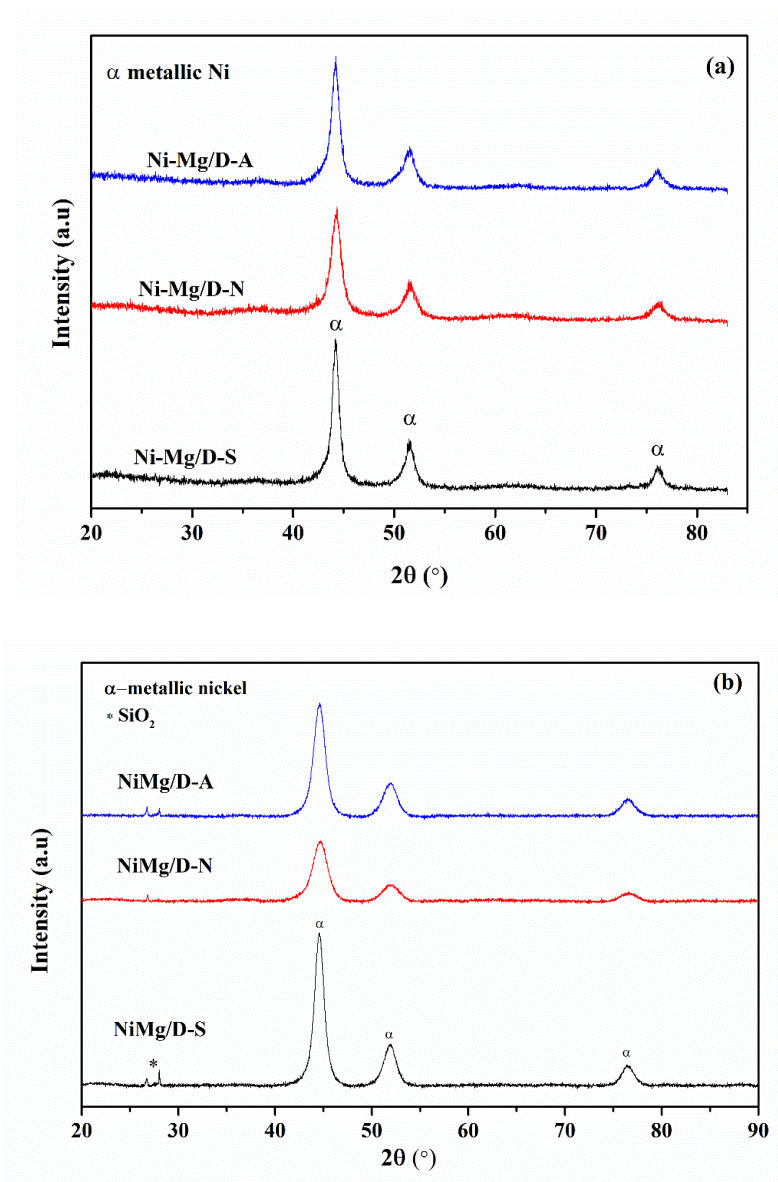 (a)
α metallic Ni
Ni-Mg/D-A
Ni-Mg/D-N
α
α
Ni-Mg/D-S
α
Intensity (a.u)
20 30 40 50 60 70 80
2θ (°)
(b)
α−metallic nickel
* SiO₂
NiMg/D-A
NiMg/D-N
α
NiMg/D-S
α
α
*
Intensity (a.u)
20 30 40 50 60 70 80 90
2θ (°)